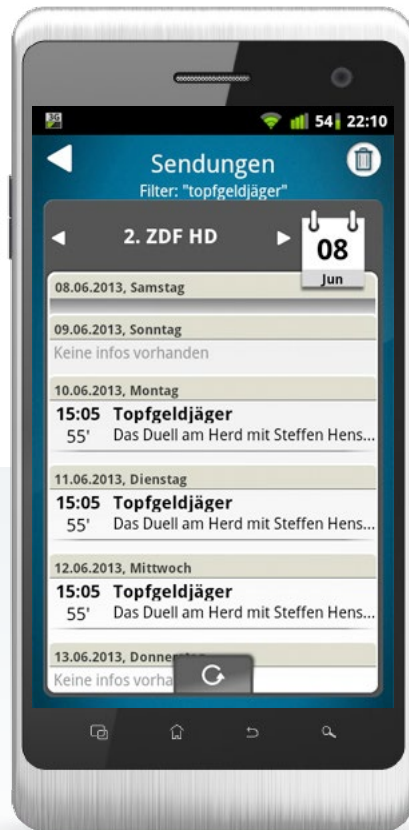 3G
54 22:10
Sendungen
Filter: "topfgeldjäger"
2. ZDF HD
08
Jun
08.06.2013, Samstag
09.06.2013, Sonntag
Keine infos vorhanden
10.06.2013, Montag
15:05 Topfgeldjäger
55' Das Duell am Herd mit Steffen Hens...
11.06.2013, Dienstag
15:05 Topfgeldjäger
55' Das Duell am Herd mit Steffen Hens...
12.06.2013, Mittwoch
15:05 Topfgeldjäger
55' Das Duell am Herd mit Steffen Hens...
13.06.2013,
Keine infos